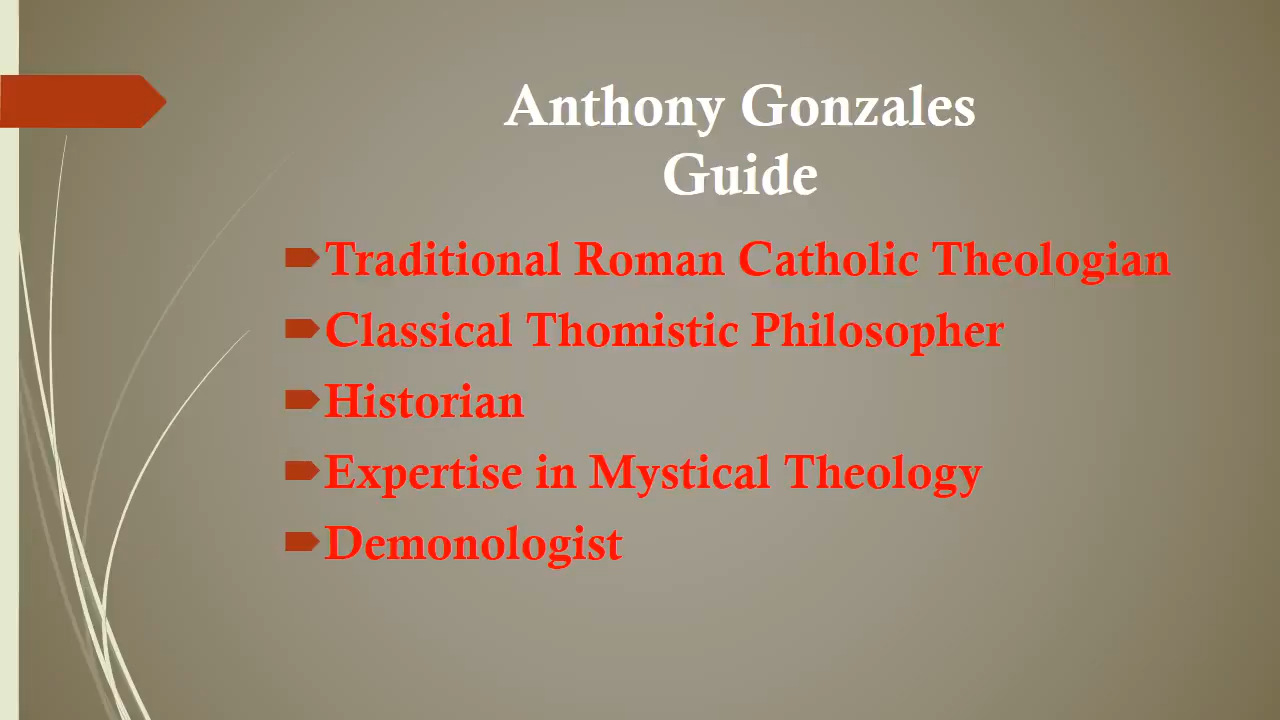 Anthony Gonzales
Guide
Traditional Roman Catholic Theologian
Classical Thomistic Philosopher
Historian
Expertise in Mystical Theology
Demonologist